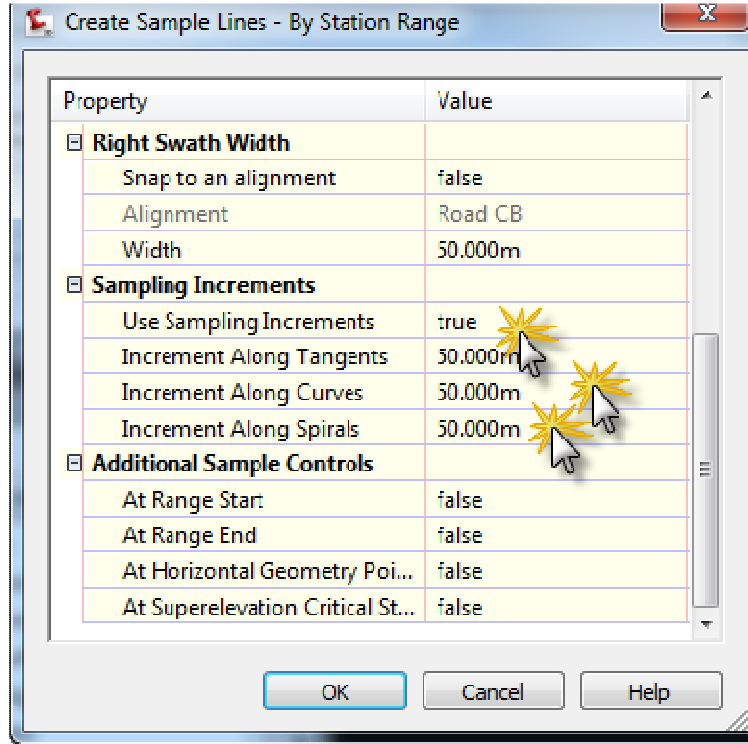 Create Sample Lines - By Station Range
Property Value
Right Swath Width
Snap to an alignment false
Alignment Road CB
Width 50.000m
Sampling Increments
Use Sampling Increments true
Increment Along Tangents 50.000m
Increment Along Curves 50.000m
Increment Along Spirals 50.000m
Additional Sample Controls
At Range Start false
At Range End false
At Horizontal Geometry Poi... false
At Superelevation Critical St... false
OK Cancel Help